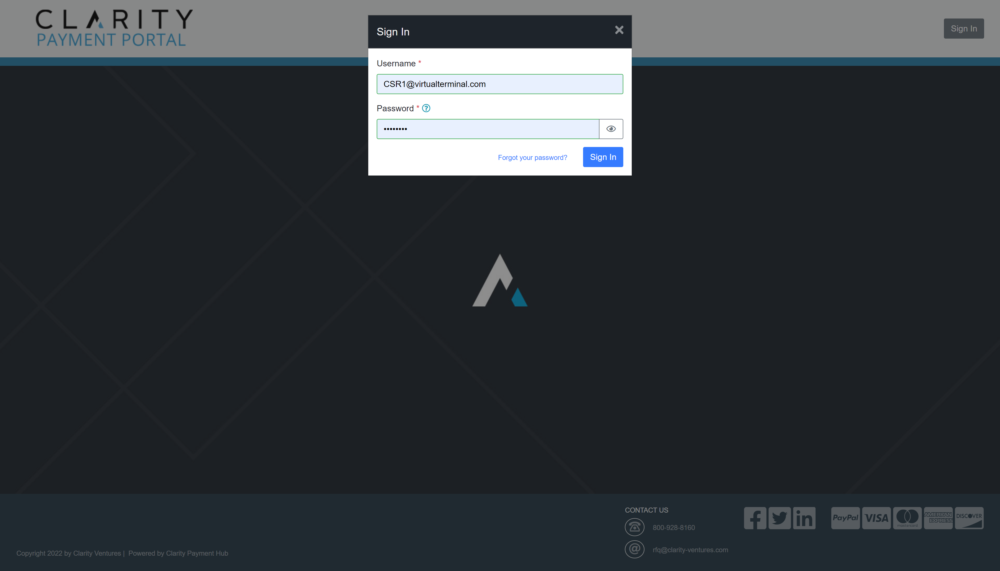 CLARITY
PAYMENT PORTAL
Sign In
Sign In
Username *
CSR1@virtualterminal.com
Password *
••••••••
Forgot your password?
Sign In
CONTACT US
800-928-8160
rfq@clarity-ventures.com
PayPal
VISA
mastercard
AMERICAN
EXPRESS
DISCOVER
Copyright 2022 by Clarity Ventures | Powered by Clarity Payment Hub